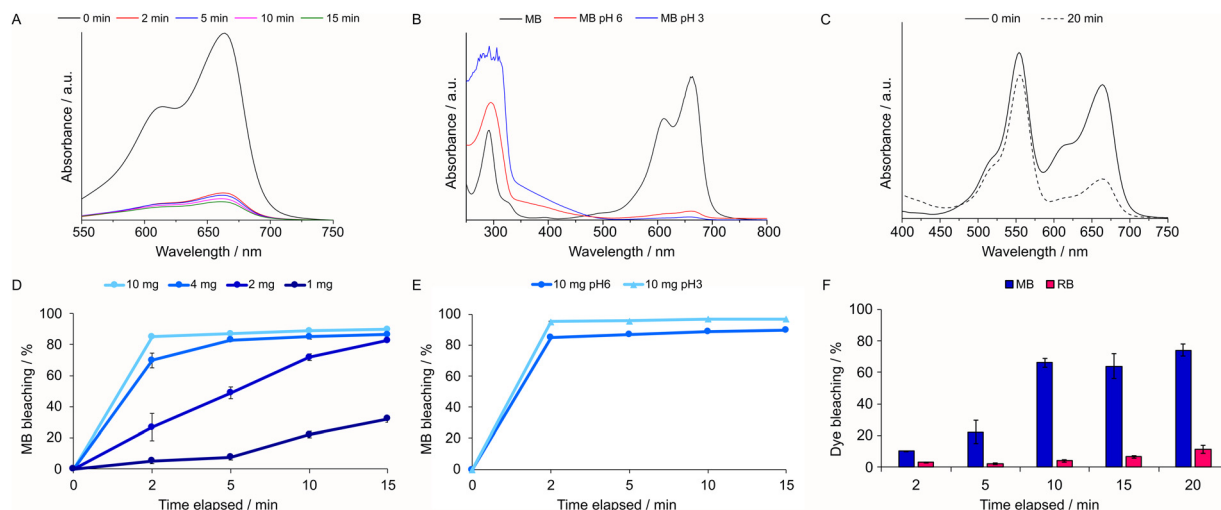 A
0 min 2 min 5 min 10 min 15 min
Absorbance / a.u.
550 600 650 700 750
Wavelength / nm
B
MB MB pH 6 MB pH 3
Absorbance / a.u.
300 400 500 600 700 800
Wavelength / nm
C
0 min 20 min
Absorbance / a.u.
400 450 500 550 600 650 700 750
Wavelength / nm
D
10 mg 4 mg 2 mg 1 mg
MB bleaching / %
100
80
60
40
20
0
0 2 5 10 15
Time elapsed / min
E
10 mg pH6 10 mg pH3
MB bleaching / %
100
80
60
40
20
0
0 2 5 10 15
Time elapsed / min
F
MB RB
Dye bleaching / %
100
80
60
40
20
0
2 5 10 15 20
Time elapsed / min